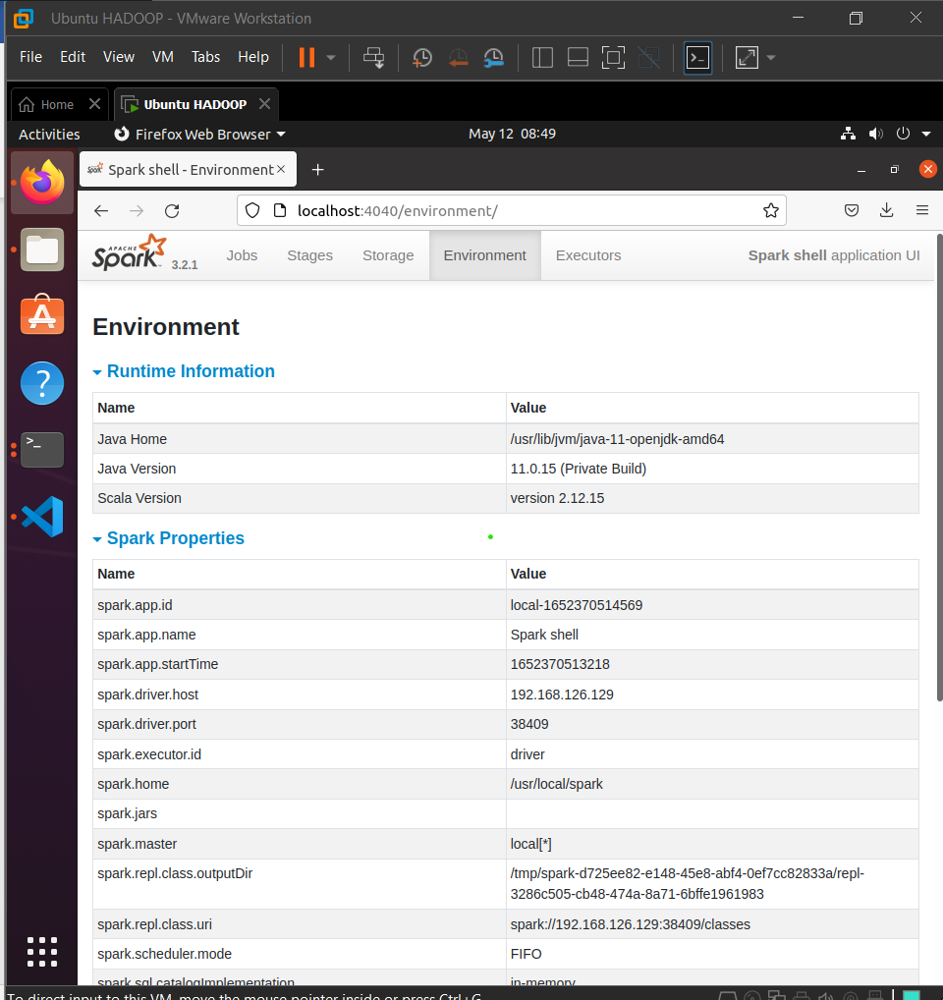 Ubuntu HADOOP - VMware Workstation
File Edit View VM Tabs Help
Home Ubuntu HADOOP
Activities Firefox Web Browser May 12 08:49
Spark shell - Environment
localhost:4040/environment/
APACHE Spark 3.2.1 Jobs Stages Storage Environment Executors Spark shell application UI
Environment
Runtime Information
Name Value
Java Home /usr/lib/jvm/java-11-openjdk-amd64
Java Version 11.0.15 (Private Build)
Scala Version version 2.12.15
Spark Properties
Name Value
spark.app.id local-1652370514569
spark.app.name Spark shell
spark.app.startTime 1652370513218
spark.driver.host 192.168.126.129
spark.driver.port 38409
spark.executor.id driver
spark.home /usr/local/spark
spark.jars
spark.master local[*]
spark.repl.class.outputDir /tmp/spark-d725ee82-e148-45e8-abf4-0ef7cc82833a/repl-
3286c505-cb48-474a-8a71-6bffe1961983
spark.repl.class.uri spark://192.168.126.129:38409/classes
spark.scheduler.mode FIFO
spark.sql.catalogImplementation in-memory
To direct input to this VM, move the mouse pointer inside or press Ctrl+G.